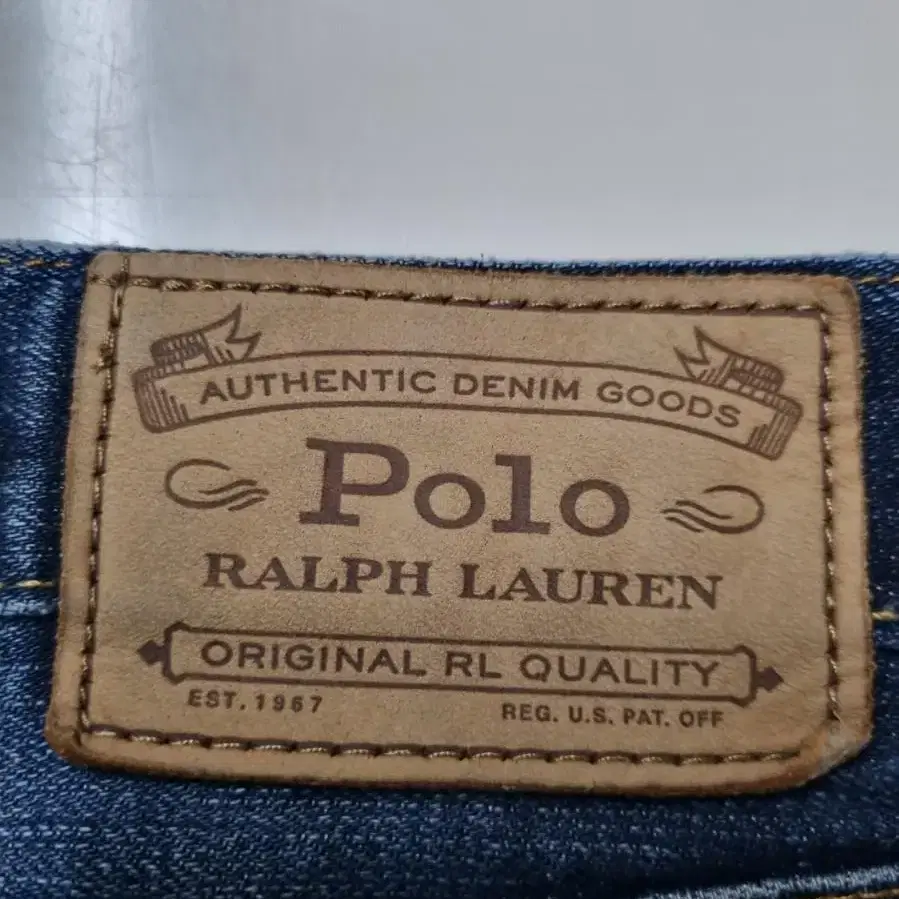 AUTHENTIC DENIM GOODS
Polo
RALPH LAUREN
ORIGINAL RL QUALITY
EST. 1967
REG. U.S. PAT. OFF